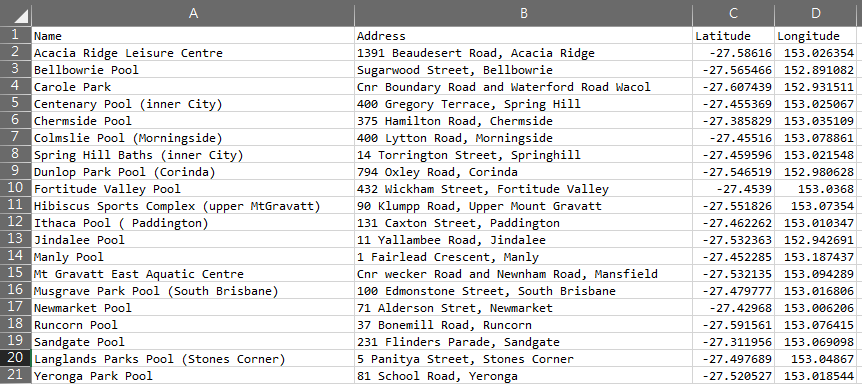 A B C D
1 Name Address Latitude Longitude
2 Acacia Ridge Leisure Centre 1391 Beaudesert Road, Acacia Ridge -27.58616 153.026354
3 Bellbowrie Pool Sugarwood Street, Bellbowrie -27.565466 152.891082
4 Carole Park Cnr Boundary Road and Waterford Road Wacol -27.607439 152.931511
5 Centenary Pool (inner City) 400 Gregory Terrace, Spring Hill -27.455369 153.025067
6 Chermside Pool 375 Hamilton Road, Chermside -27.385829 153.035109
7 Colmslie Pool (Morningside) 400 Lytton Road, Morningside -27.45516 153.078861
8 Spring Hill Baths (inner City) 14 Torrington Street, Springhill -27.459596 153.021548
9 Dunlop Park Pool (Corinda) 794 Oxley Road, Corinda -27.546519 152.980628
10 Fortitude Valley Pool 432 Wickham Street, Fortitude Valley -27.4539 153.0368
11 Hibiscus Sports Complex (upper MtGravatt) 90 Klumpp Road, Upper Mount Gravatt -27.551826 153.07354
12 Ithaca Pool ( Paddington) 131 Caxton Street, Paddington -27.462262 153.010347
13 Jindalee Pool 11 Yallambee Road, Jindalee -27.532363 152.942691
14 Manly Pool 1 Fairlead Crescent, Manly -27.452285 153.187437
15 Mt Gravatt East Aquatic Centre Cnr wecker Road and Newnham Road, Mansfield -27.532135 153.094289
16 Musgrave Park Pool (South Brisbane) 100 Edmonstone Street, South Brisbane -27.479777 153.016806
17 Newmarket Pool 71 Alderson Stret, Newmarket -27.42968 153.006206
18 Runcorn Pool 37 Bonemill Road, Runcorn -27.591561 153.076415
19 Sandgate Pool 231 Flinders Parade, Sandgate -27.311956 153.069098
20 Langlands Parks Pool (Stones Corner) 5 Panitya Street, Stones Corner -27.497689 153.04867
21 Yeronga Park Pool 81 School Road, Yeronga -27.520527 153.018544